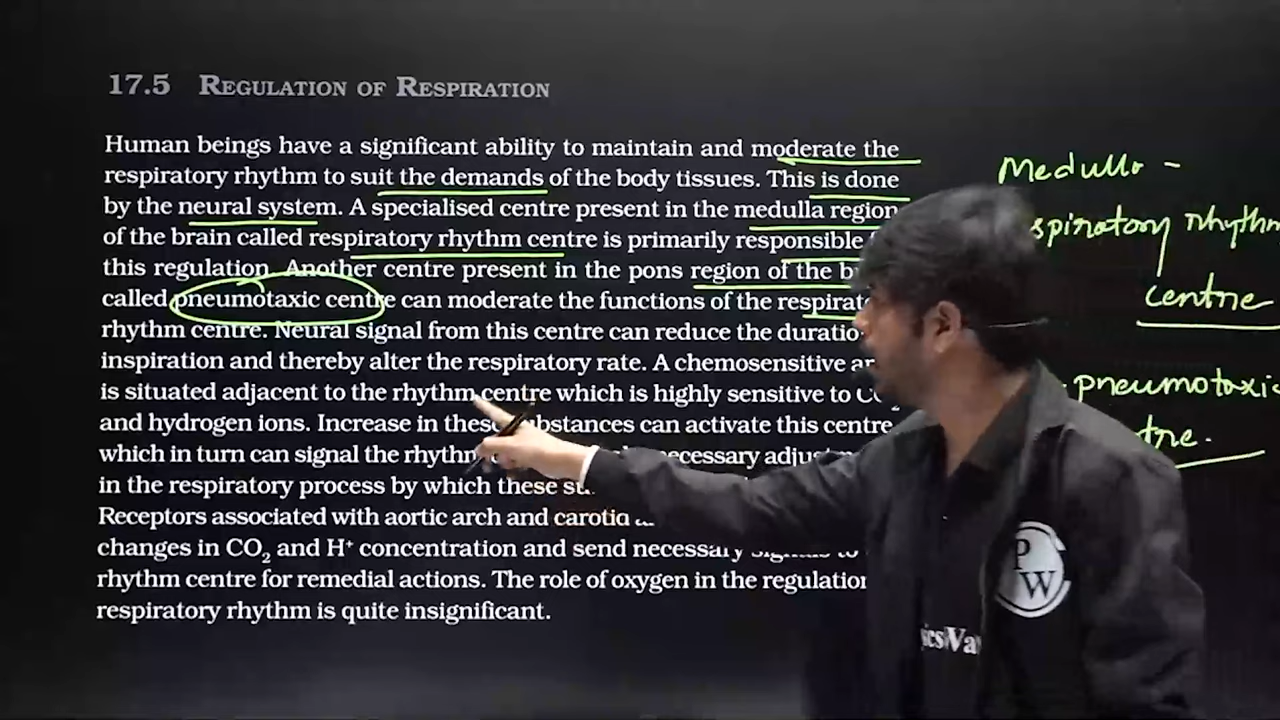 17.5 REGULATION OF RESPIRATION
Human beings have a significant ability to maintain and moderate the
respiratory rhythm to suit the demands of the body tissues. This is done
by the neural system. A specialised centre present in the medulla region
of the brain called respiratory rhythm centre is primarily responsible
this regulation. Another centre present in the pons region of the
called pneumotaxic centre can moderate the functions of the
rhythm centre. Neural signal from this centre can reduce the
inspiration and thereby alter the respiratory rate. A chemosensitive
is situated adjacent to the rhythm centre which is highly sensitive to CO₂
and hydrogen ions. Increase in these substances can activate this centre
which in turn can signal the necessary
in the respiratory process by which these
Receptors associated with aortic arch and
changes in CO₂ and H⁺ concentration and send necessary to
rhythm centre for remedial actions. The role of oxygen in the regulation
respiratory rhythm is quite insignificant.
Medulla -
rhythm
centre
pneumotaxic
PW